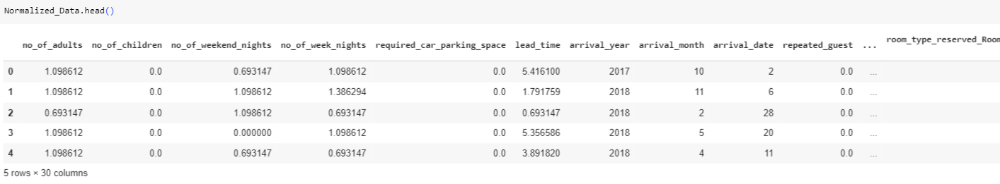 Normalized_Data.head()
no_of_adults no_of_children no_of_weekend_nights no_of_week_nights required_car_parking_space lead_time arrival_year arrival_month arrival_date repeated_guest ... room_type_reserved_Roo
0 1.098612 0.0 0.693147 1.098612 0.0 5.416100 2017 10 2 0.0 ...
1 1.098612 0.0 1.098612 1.386294 0.0 1.791759 2018 11 6 0.0 ...
2 0.693147 0.0 1.098612 0.693147 0.0 0.693147 2018 2 28 0.0 ...
3 1.098612 0.0 0.000000 1.098612 0.0 5.356586 2018 5 20 0.0 ...
4 1.098612 0.0 0.693147 0.693147 0.0 3.891820 2018 4 11 0.0 ...
5 rows × 30 columns